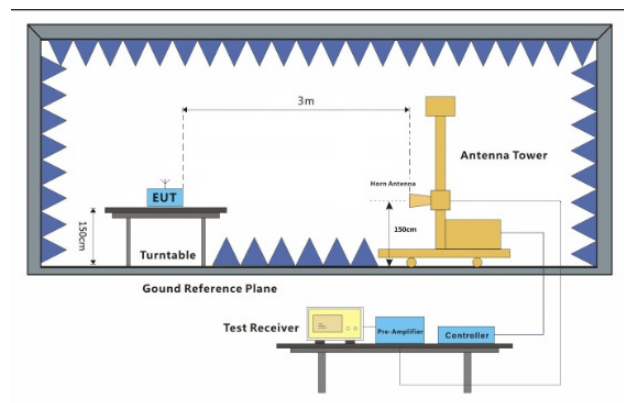 3m
Antenna Tower
Horn Antenna
EUT
150cm
150cm
Turntable
Gound Reference Plane
Test Receiver
Pre-Amplifier
Controller